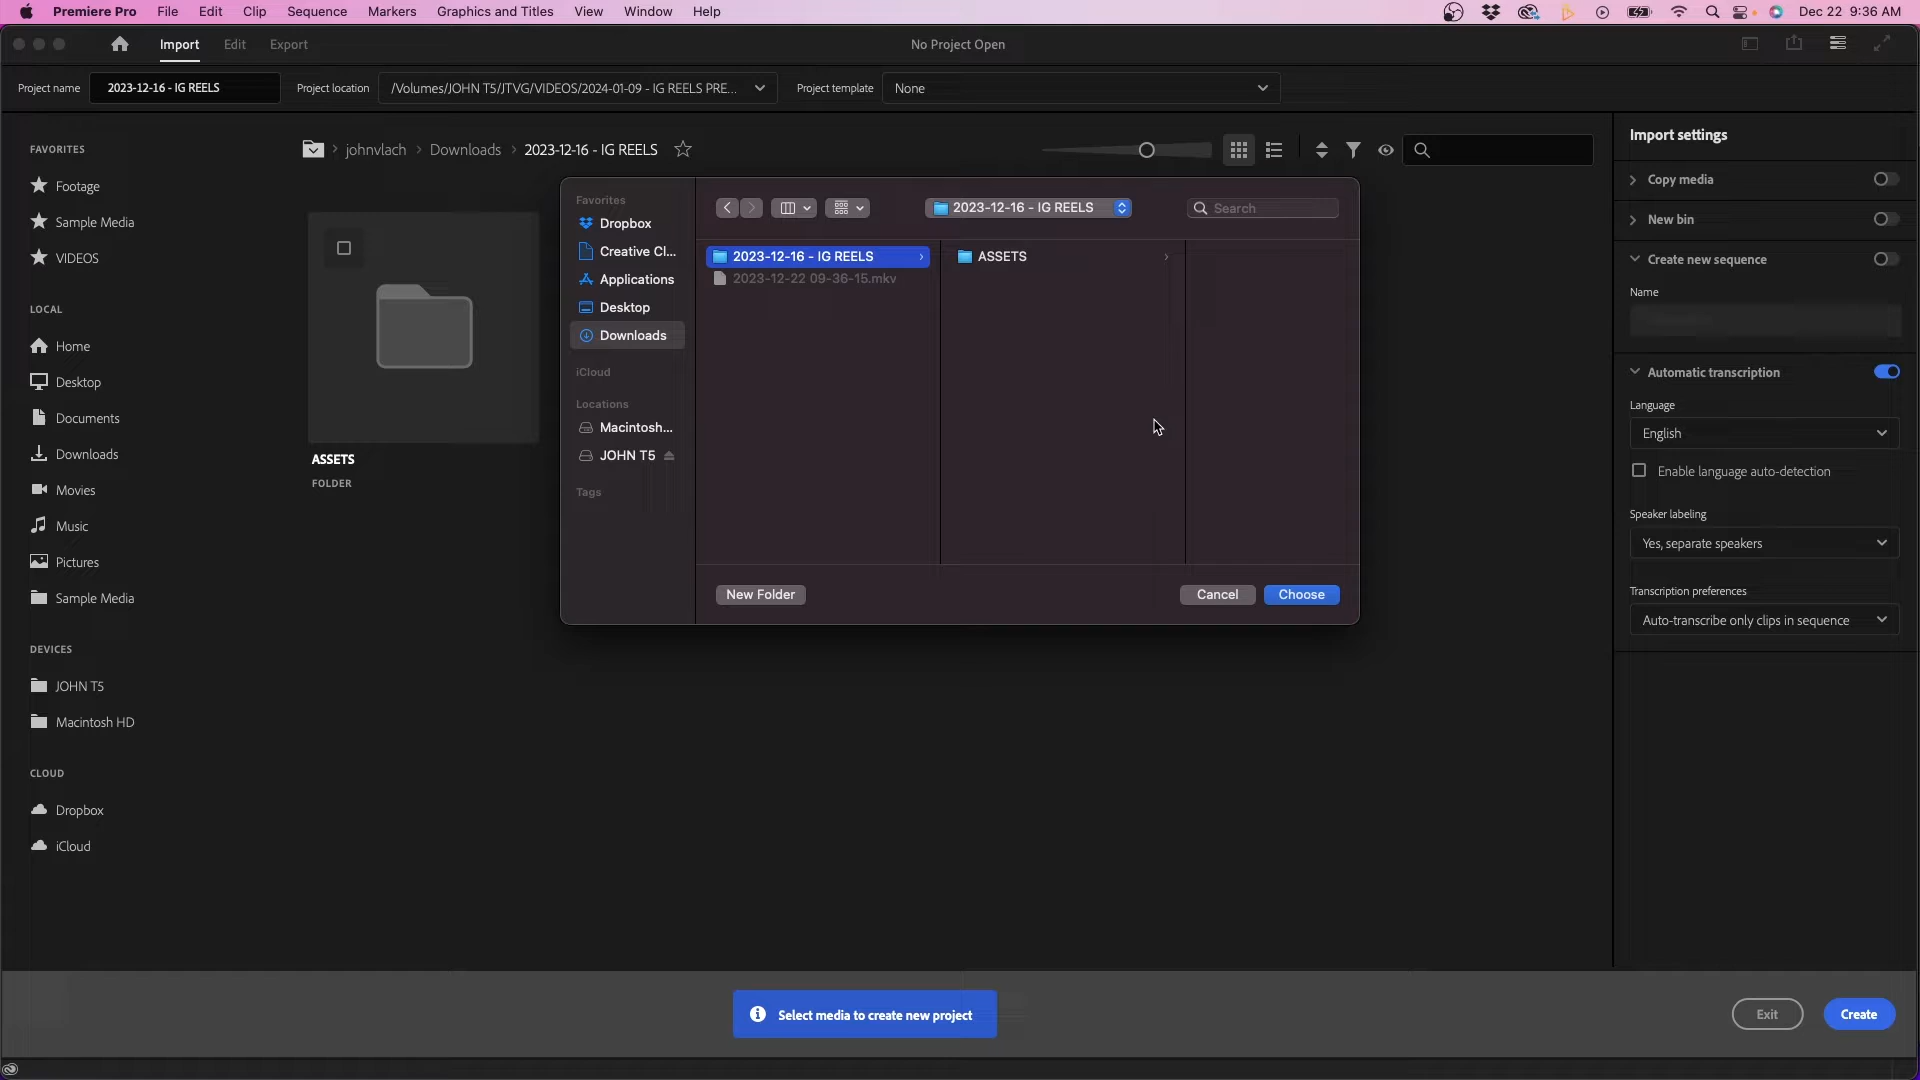 Premiere Pro File Edit Clip Sequence Markers Graphics and Titles View Window Help Dec 22 9:36 AM
Import Edit Export No Project Open
Project name 2023-12-16 - IG REELS Project location /Volumes/JOHN T5/JTVG/VIDEOS/2024-01-09 - IG REELS PRE... Project template None
FAVORITES
Footage
Sample Media
VIDEOS
LOCAL
Home
Desktop
Documents
Downloads
Movies
Music
Pictures
Sample Media
DEVICES
JOHN T5
Macintosh HD
CLOUD
Dropbox
iCloud
johnvlach > Downloads > 2023-12-16 - IG REELS
ASSETS
FOLDER
Favorites
Dropbox
Creative Cl...
Applications
Desktop
Downloads
iCloud
Locations
Macintosh...
JOHN T5
Tags
2023-12-16 - IG REELS
Search
2023-12-16 - IG REELS
2023-12-22 09-36-15.mkv
ASSETS
New Folder
Cancel
Choose
Import settings
Copy media
New bin
Create new sequence
Name
Automatic transcription
Language
English
Enable language auto-detection
Speaker labeling
Yes, separate speakers
Transcription preferences
Auto-transcribe only clips in sequence
Select media to create new project
Exit
Create